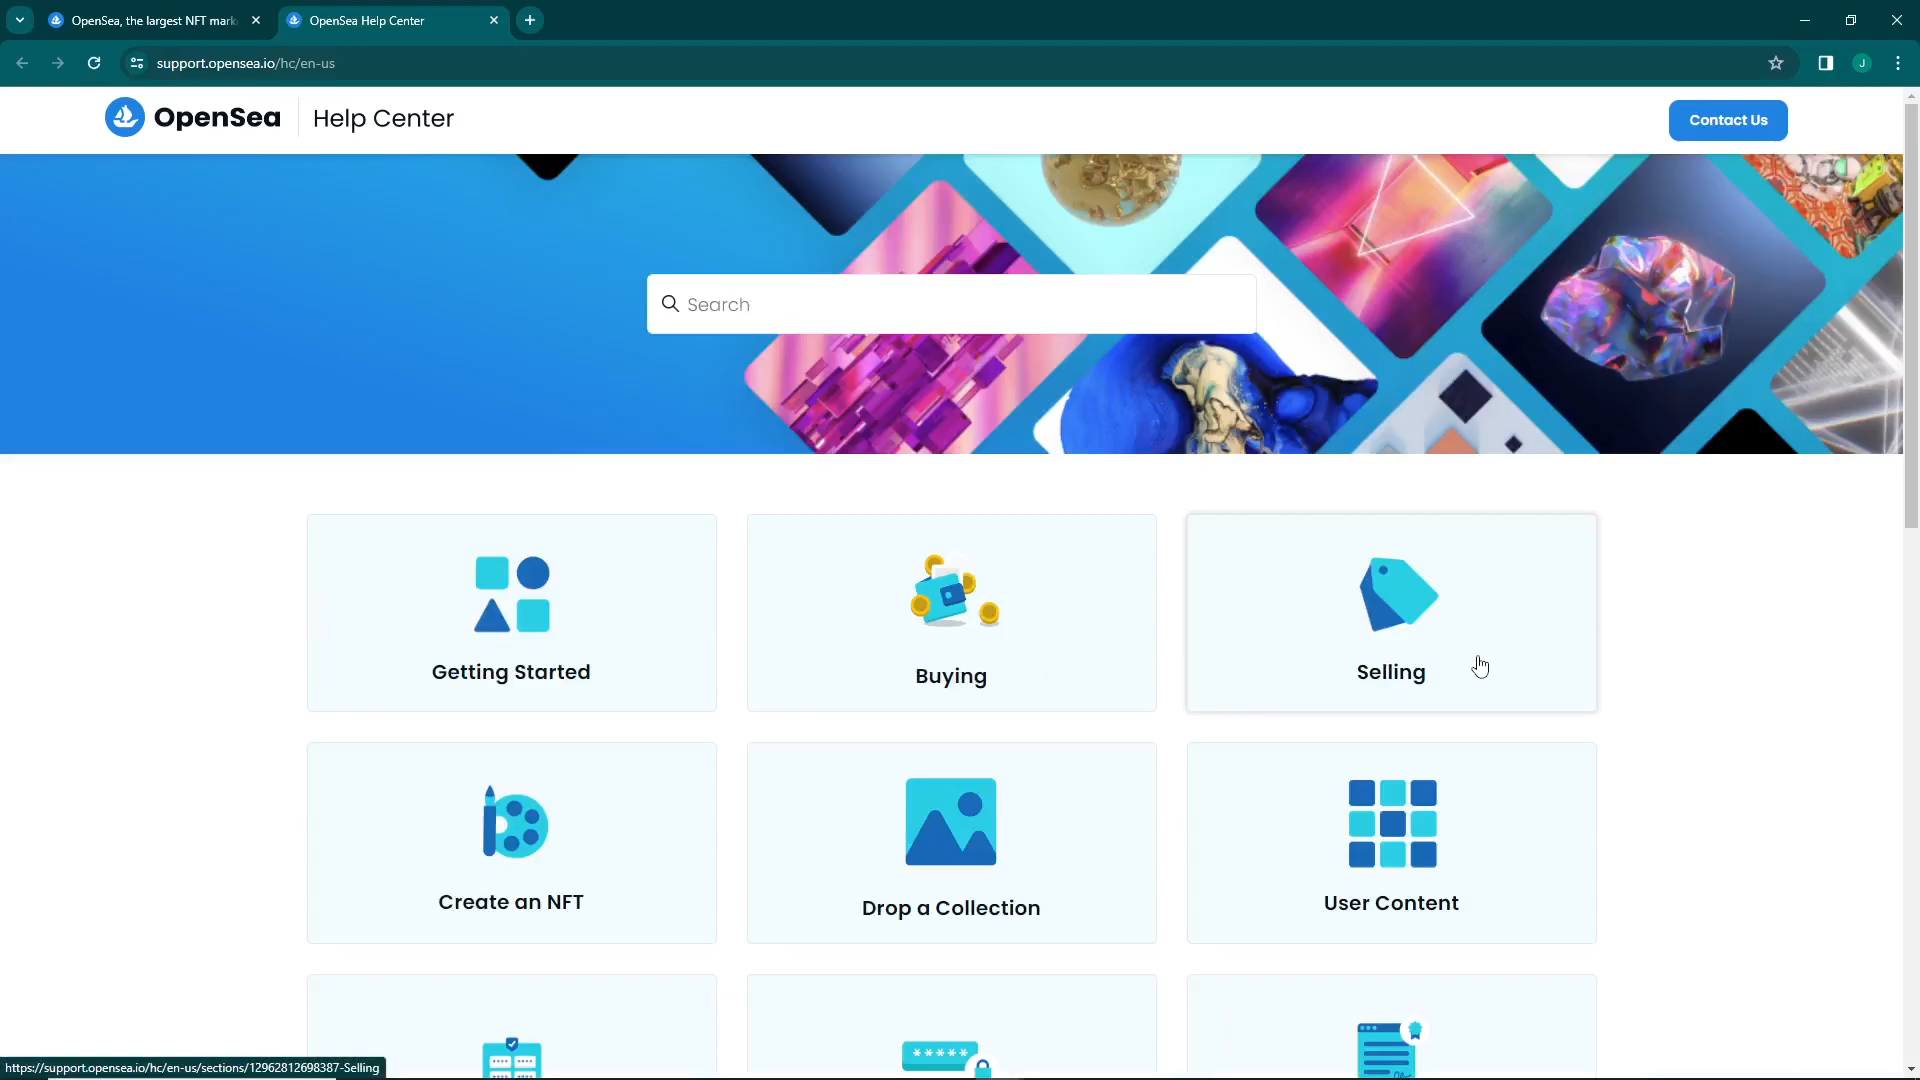 OpenSea, the largest NFT mark
OpenSea Help Center
support.opensea.io/hc/en-us
J
OpenSea Help Center
Contact Us
Search
Getting Started
Buying
Selling
Create an NFT
Drop a Collection
User Content
*****
https://support.opensea.io/hc/en-us/sections/12962812698387-Selling